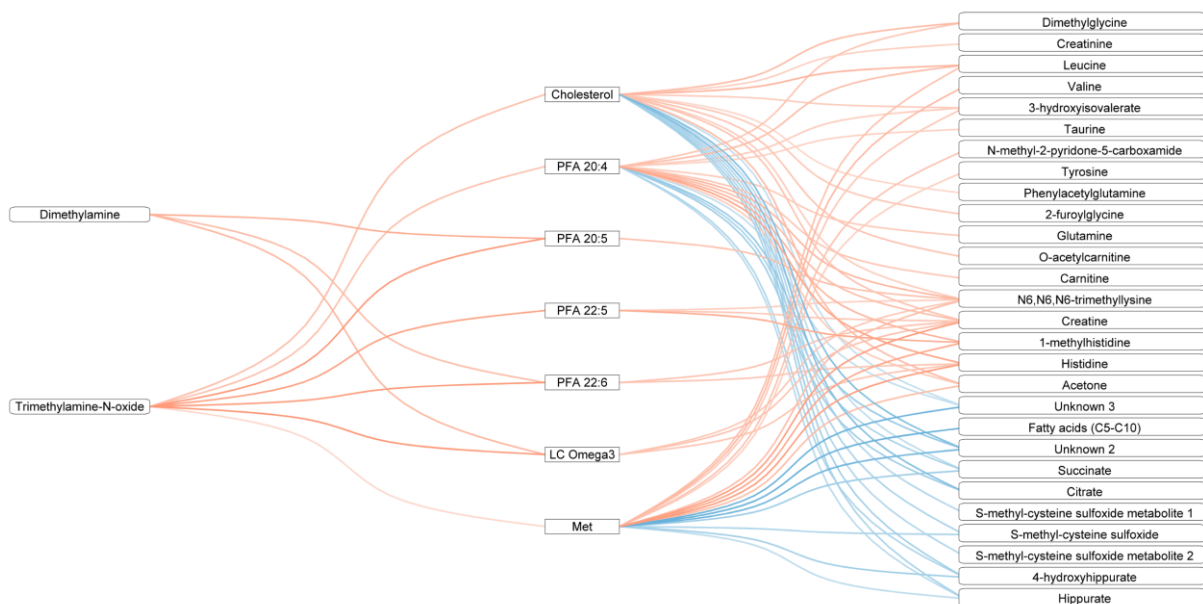 Dimethylamine
Trimethylamine-N-oxide
Cholesterol
PFA 20:4
PFA 20:5
PFA 22:5
PFA 22:6
LC Omega3
Met
Dimethylglycine
Creatinine
Leucine
Valine
3-hydroxyisovalerate
Taurine
N-methyl-2-pyridone-5-carboxamide
Tyrosine
Phenylacetylglutamine
2-furoylglycine
Glutamine
O-acetylcarnitine
Carnitine
N6,N6,N6-trimethyllysine
Creatine
1-methylhistidine
Histidine
Acetone
Unknown 3
Fatty acids (C5-C10)
Unknown 2
Succinate
Citrate
S-methyl-cysteine sulfoxide metabolite 1
S-methyl-cysteine sulfoxide
S-methyl-cysteine sulfoxide metabolite 2
4-hydroxyhippurate
Hippurate